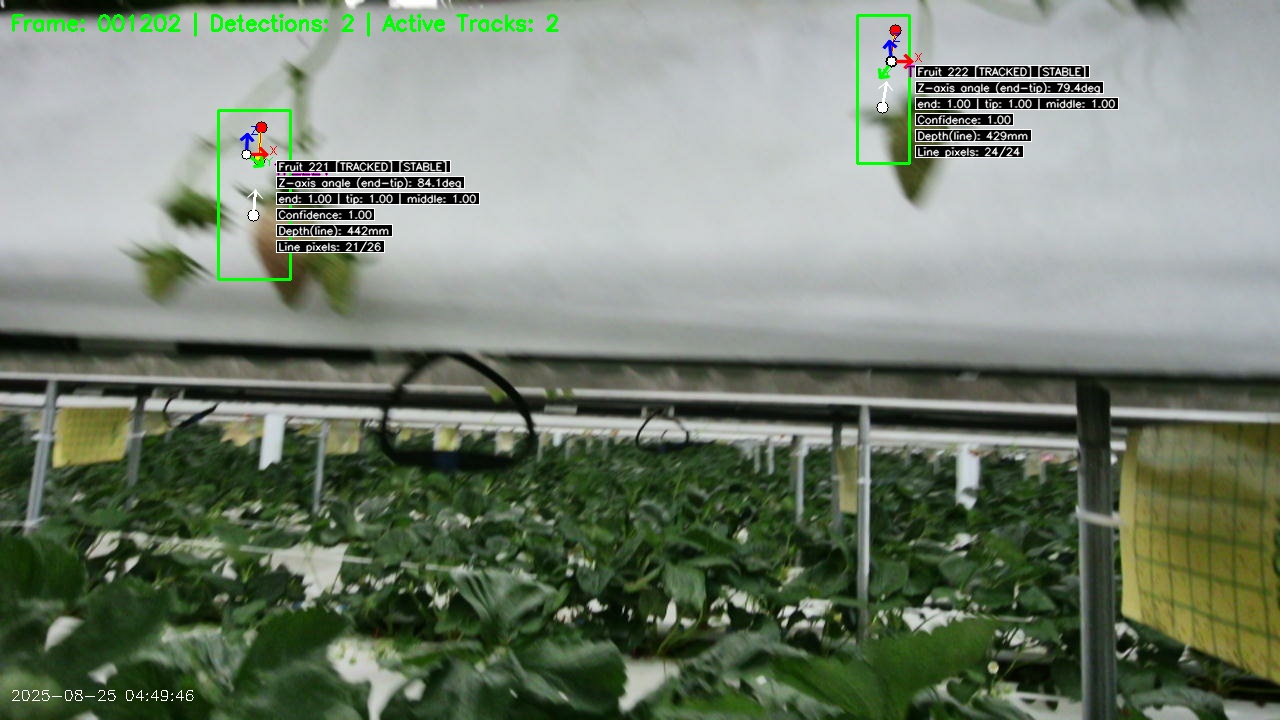 Frame: 001202 | Detections: 2 | Active Tracks: 2
Z
X
Fruit 222 [TRACKED] [STABLE]
Z-axis angle (end-tip): 79.4deg
end: 1.00 | tip: 1.00 | middle: 1.00
Confidence: 1.00
Depth(line): 429mm
Line pixels: 24/24
Z
X
Fruit 221 [TRACKED] [STABLE]
Z-axis angle (end-tip): 84.1deg
end: 1.00 | tip: 1.00 | middle: 1.00
Confidence: 1.00
Depth(line): 442mm
Line pixels: 21/26
2025-08-25 04:49:46